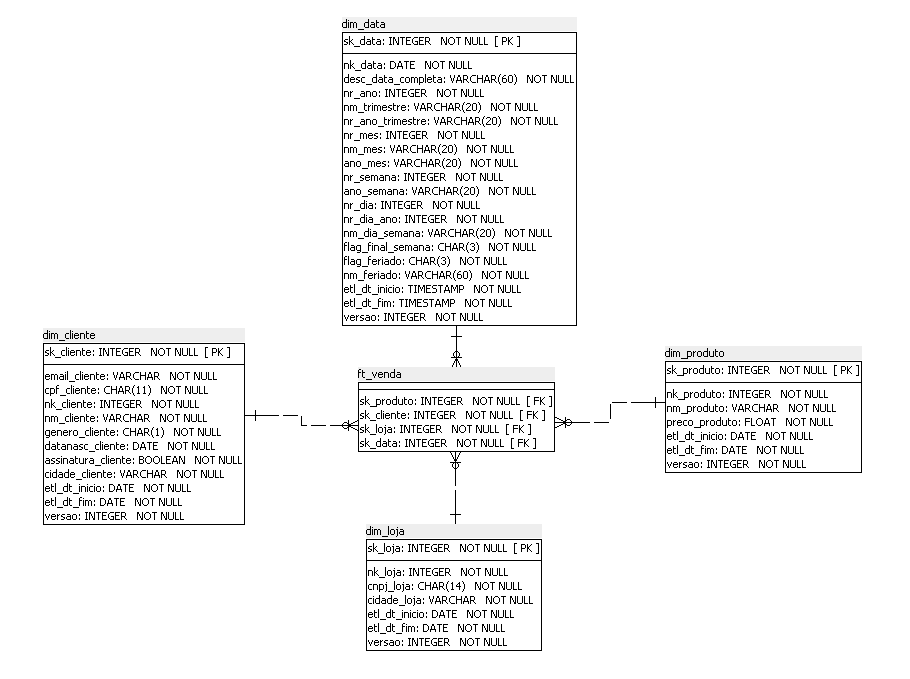 dim_data
sk_data: INTEGER NOT NULL [ PK ]
nk_data: DATE NOT NULL
desc_data_completa: VARCHAR(60) NOT NULL
nr_ano: INTEGER NOT NULL
nm_trimestre: VARCHAR(20) NOT NULL
nr_ano_trimestre: VARCHAR(20) NOT NULL
nr_mes: INTEGER NOT NULL
nm_mes: VARCHAR(20) NOT NULL
ano_mes: VARCHAR(20) NOT NULL
nr_semana: INTEGER NOT NULL
ano_semana: VARCHAR(20) NOT NULL
nr_dia: INTEGER NOT NULL
nr_dia_ano: INTEGER NOT NULL
nm_dia_semana: VARCHAR(20) NOT NULL
flag_final_semana: CHAR(3) NOT NULL
flag_feriado: CHAR(3) NOT NULL
nm_feriado: VARCHAR(60) NOT NULL
etl_dt_inicio: TIMESTAMP NOT NULL
etl_dt_fim: TIMESTAMP NOT NULL
versao: INTEGER NOT NULL
dim_cliente
sk_cliente: INTEGER NOT NULL [ PK ]
email_cliente: VARCHAR NOT NULL
cpf_cliente: CHAR(11) NOT NULL
nk_cliente: INTEGER NOT NULL
nm_cliente: VARCHAR NOT NULL
genero_cliente: CHAR(1) NOT NULL
datanasc_cliente: DATE NOT NULL
assinatura_cliente: BOOLEAN NOT NULL
cidade_cliente: VARCHAR NOT NULL
etl_dt_inicio: DATE NOT NULL
etl_dt_fim: DATE NOT NULL
versao: INTEGER NOT NULL
ft_venda
sk_produto: INTEGER NOT NULL [ FK ]
sk_cliente: INTEGER NOT NULL [ FK ]
sk_loja: INTEGER NOT NULL [ FK ]
sk_data: INTEGER NOT NULL [ FK ]
dim_produto
sk_produto: INTEGER NOT NULL [ PK ]
nk_produto: INTEGER NOT NULL
nm_produto: VARCHAR NOT NULL
preco_produto: FLOAT NOT NULL
etl_dt_inicio: DATE NOT NULL
etl_dt_fim: DATE NOT NULL
versao: INTEGER NOT NULL
dim_loja
sk_loja: INTEGER NOT NULL [ PK ]
nk_loja: INTEGER NOT NULL
cnpj_loja: CHAR(14) NOT NULL
cidade_loja: VARCHAR NOT NULL
etl_dt_inicio: DATE NOT NULL
etl_dt_fim: DATE NOT NULL
versao: INTEGER NOT NULL